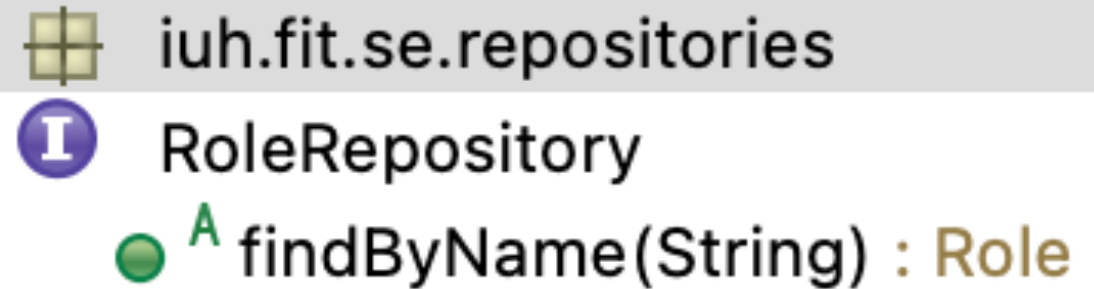 iuh.fit.se.repositories
I RoleRepository
A findByName(String) : Role